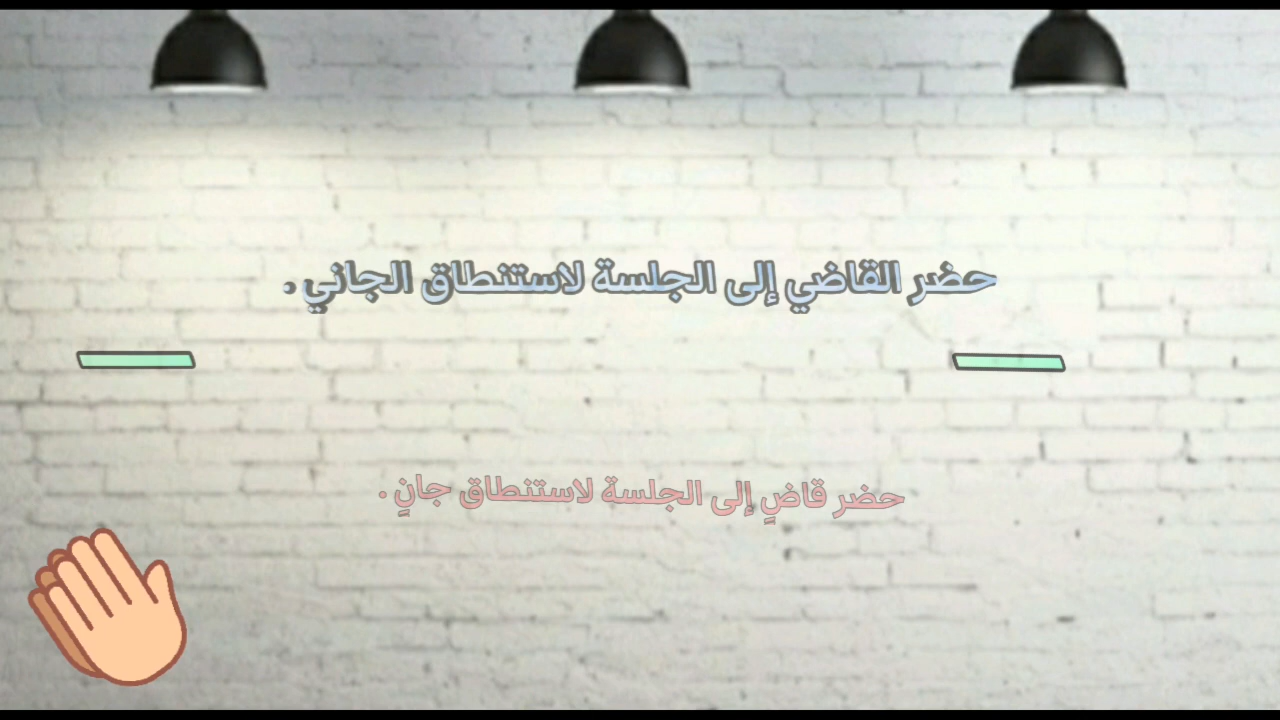 حضر القاضي إلى الجلسة لاستنطاق الجاني .
حضر قاضٍ إلى الجلسة لاستنطاق جانٍ .